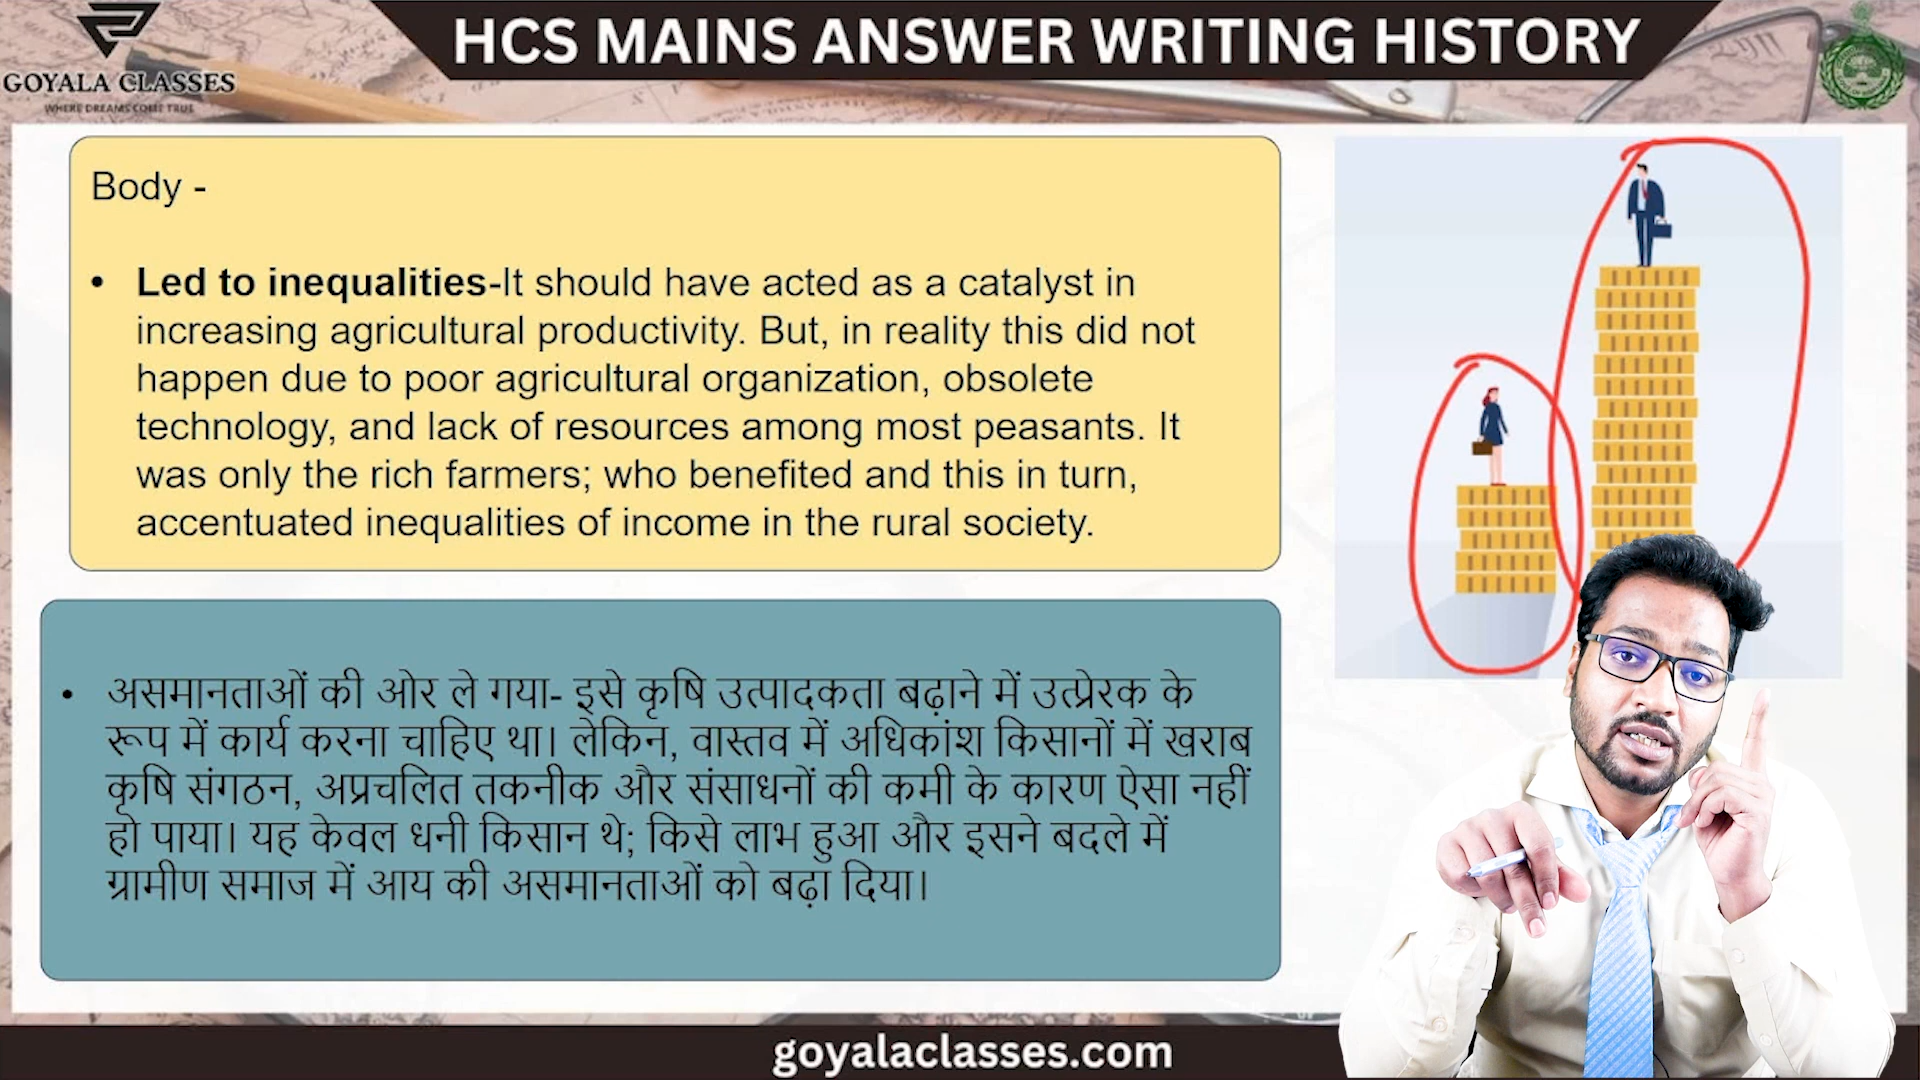 HCS MAINS ANSWER WRITING HISTORY
GOYALA CLASSES
WHERE DREAMS COME TRUE
Body -
• Led to inequalities-It should have acted as a catalyst in
increasing agricultural productivity. But, in reality this did not
happen due to poor agricultural organization, obsolete
technology, and lack of resources among most peasants. It
was only the rich farmers; who benefited and this in turn,
accentuated inequalities of income in the rural society.
• असमानताओं की ओर ले गया- इसे कृषि उत्पादकता बढ़ाने में उत्प्रेरक के
रूप में कार्य करना चाहिए था। लेकिन, वास्तव में अधिकांश किसानों में खराब
कृषि संगठन, अप्रचलित तकनीक और संसाधनों की कमी के कारण ऐसा नहीं
हो पाया। यह केवल धनी किसान थे; किसे लाभ हुआ और इसने बदले में
ग्रामीण समाज में आय की असमानताओं को बढ़ा दिया।
goyalaclasses.com